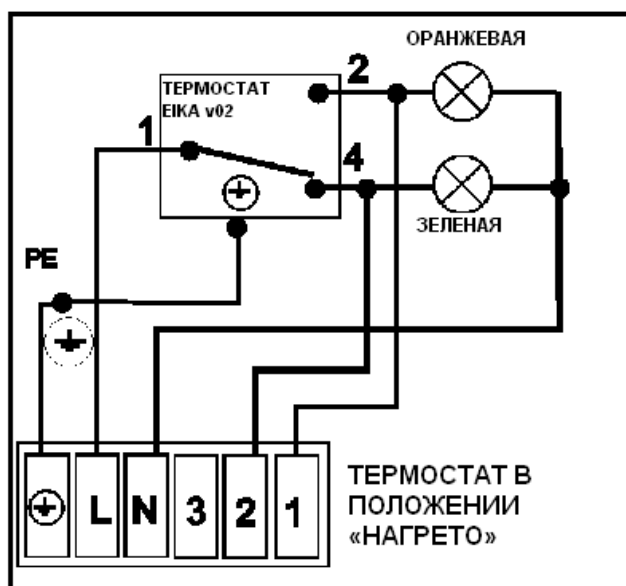 ОРАНЖЕВАЯ
ТЕРМОСТАТ
EIKA v02
2
1
4
ЗЕЛЕНАЯ
PE
L
N
3
2
1
ТЕРМОСТАТ В
ПОЛОЖЕНИИ
«НАГРЕТО»